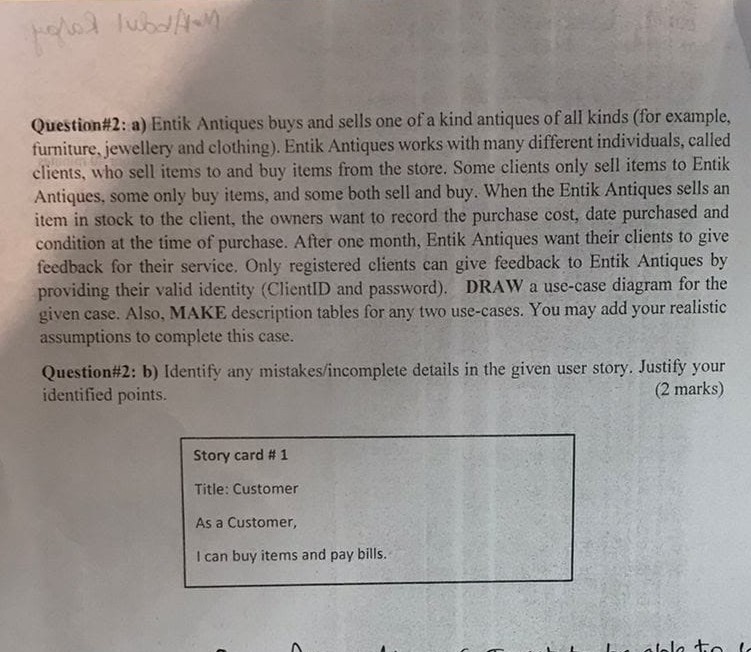 Question#2: a) Entik Antiques buys and sells one of a kind antiques of all kinds (for example,
furniture, jewellery and clothing). Entik Antiques works with many different individuals, called
clients, who sell items to and buy items from the store. Some clients only sell items to Entik
Antiques, some only buy items, and some both sell and buy. When the Entik Antiques sells an
item in stock to the client, the owners want to record the purchase cost, date purchased and
condition at the time of purchase. After one month, Entik Antiques want their clients to give
feedback for their service. Only registered clients can give feedback to Entik Antiques by
providing their valid identity (ClientID and password). DRAW a use-case diagram for the
given case. Also, MAKE description tables for any two use-cases. You may add your realistic
assumptions to complete this case.
Question#2: b) Identify any mistakes/incomplete details in the given user story. Justify your
identified points. (2 marks)
Story card # 1
Title: Customer
As a Customer,
I can buy items and pay bills.
able to